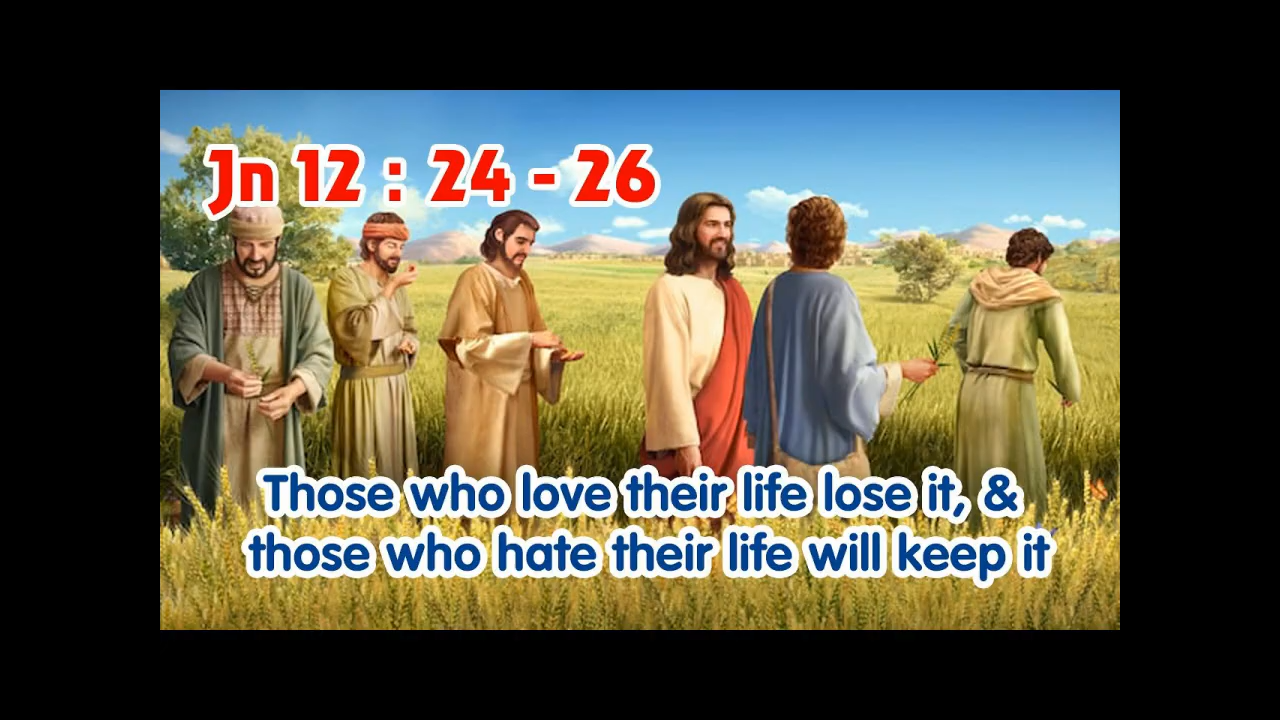 Jn 12 : 24 - 26
Those who love their life lose it, &
those who hate their life will keep it